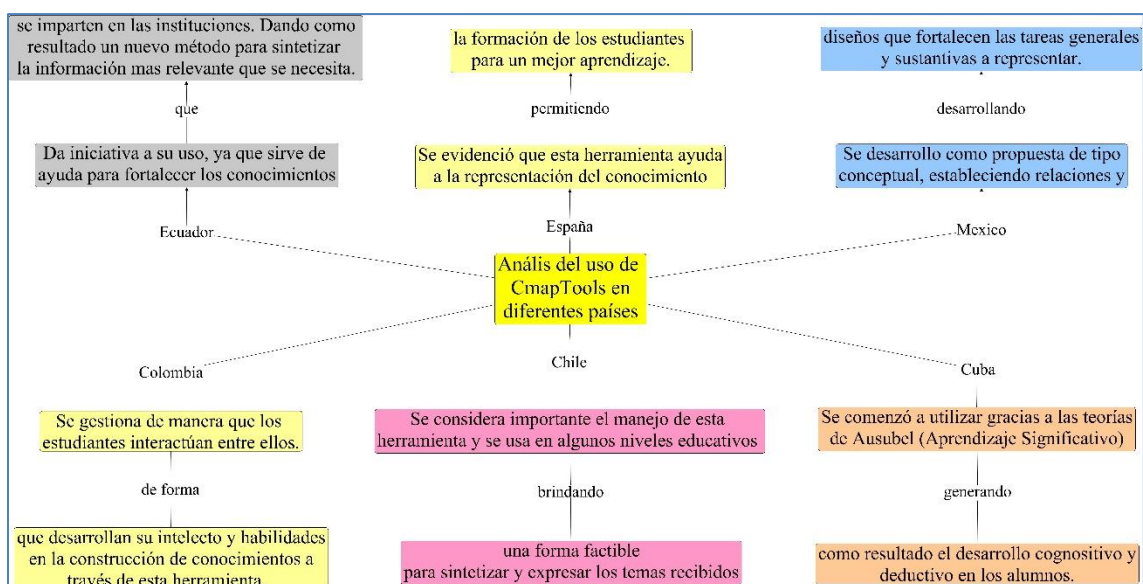 se imparten en las instituciones. Dando como
resultado un nuevo método para sintetizar
la información mas relevante que se necesita.
que
Da iniciativa a su uso, ya que sirve de
ayuda para fortalecer los conocimientos
Ecuador
la formación de los estudiantes
para un mejor aprendizaje.
permitiendo
Se evidenció que esta herramienta ayuda
a la representación del conocimiento
España
diseños que fortalecen las tareas generales
y sustantivas a representar.
desarrollando
Se desarrollo como propuesta de tipo
conceptual, estableciendo relaciones y
Mexico
Anális del uso de
CmapTools en
diferentes países
Colombia
Se gestiona de manera que los
estudiantes interactúan entre ellos.
de forma
que desarrollan su intelecto y habilidades
en la construcción de conocimientos a
través de esta herramienta
Chile
Se considera importante el manejo de esta
herramienta y se usa en algunos niveles educativos
brindando
una forma factible
para sintetizar y expresar los temas recibidos
Cuba
Se comenzó a utilizar gracias a las teorías
de Ausubel (Aprendizaje Significativo)
generando
como resultado el desarrollo cognositivo y
deductivo en los alumnos.